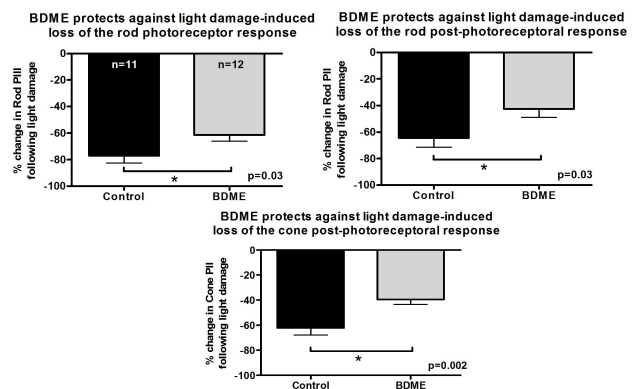 BDME protects against light damage-induced
loss of the rod photoreceptor response
% change in Rod PIII
following light damage
0
-20
-40
-60
-80
-100
n=11
n=12
*
p=0.03
Control
BDME
BDME protects against light damage-induced
loss of the rod post-photoreceptoral response
% change in Rod PII
following light damage
0
-20
-40
-60
-80
-100
*
p=0.03
Control
BDME
BDME protects against light damage-induced
loss of the cone post-photoreceptoral response
% change in Cone PII
following light damage
0
-20
-40
-60
-80
-100
*
p=0.002
Control
BDME